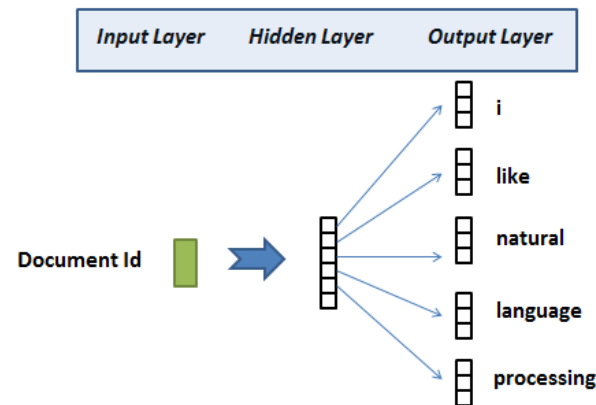 Input Layer Hidden Layer Output Layer
i
like
natural
Document Id
language
processing